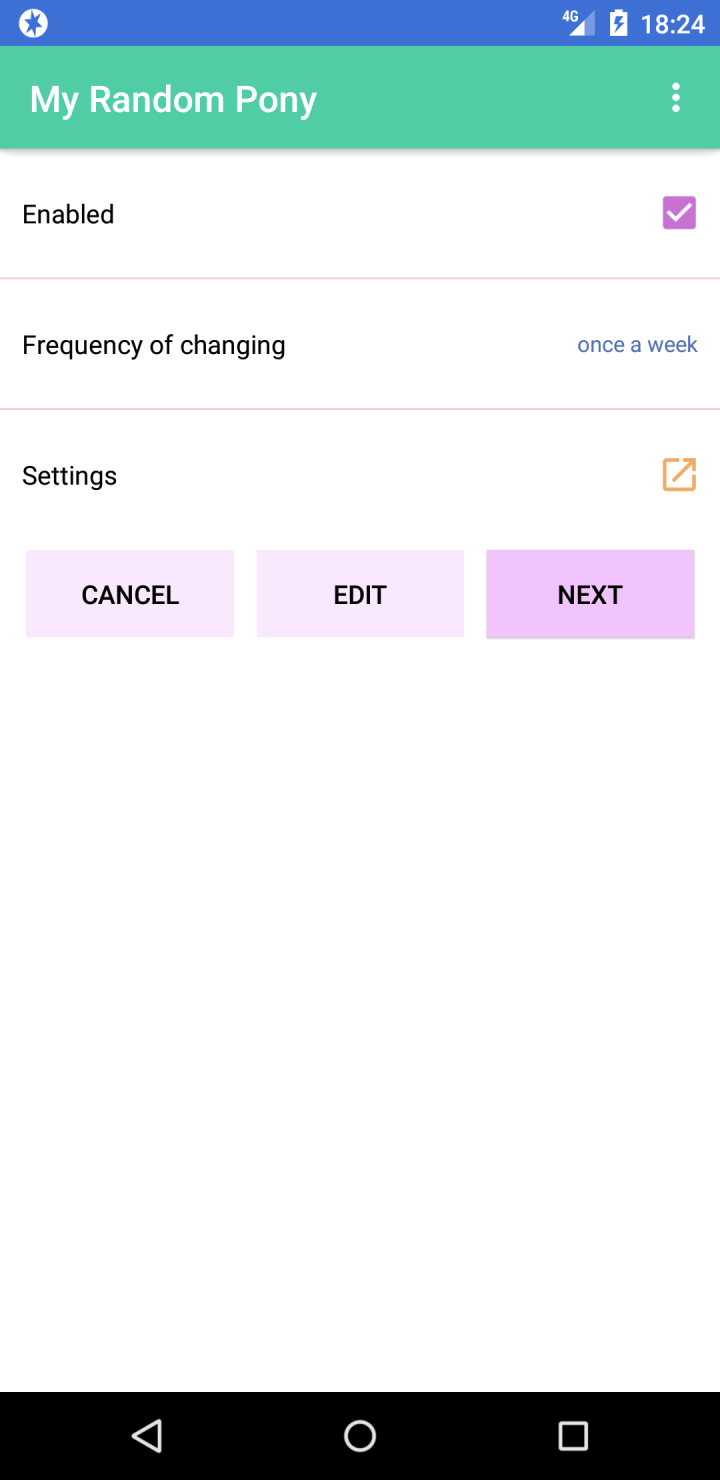 4G 18:24
My Random Pony
Enabled
Frequency of changing once a week
Settings
CANCEL EDIT NEXT